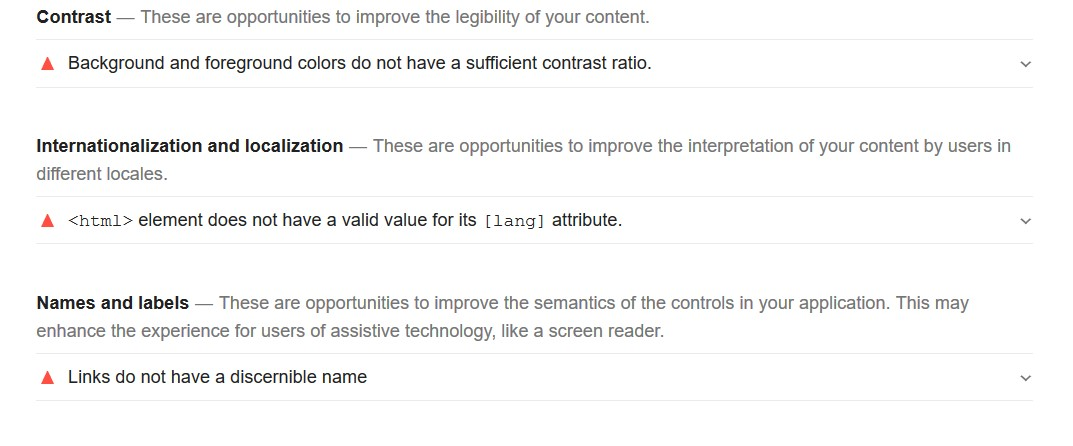 Contrast — These are opportunities to improve the legibility of your content.
Background and foreground colors do not have a sufficient contrast ratio.
Internationalization and localization — These are opportunities to improve the interpretation of your content by users in
different locales.
<html> element does not have a valid value for its [lang] attribute.
Names and labels — These are opportunities to improve the semantics of the controls in your application. This may
enhance the experience for users of assistive technology, like a screen reader.
Links do not have a discernible name